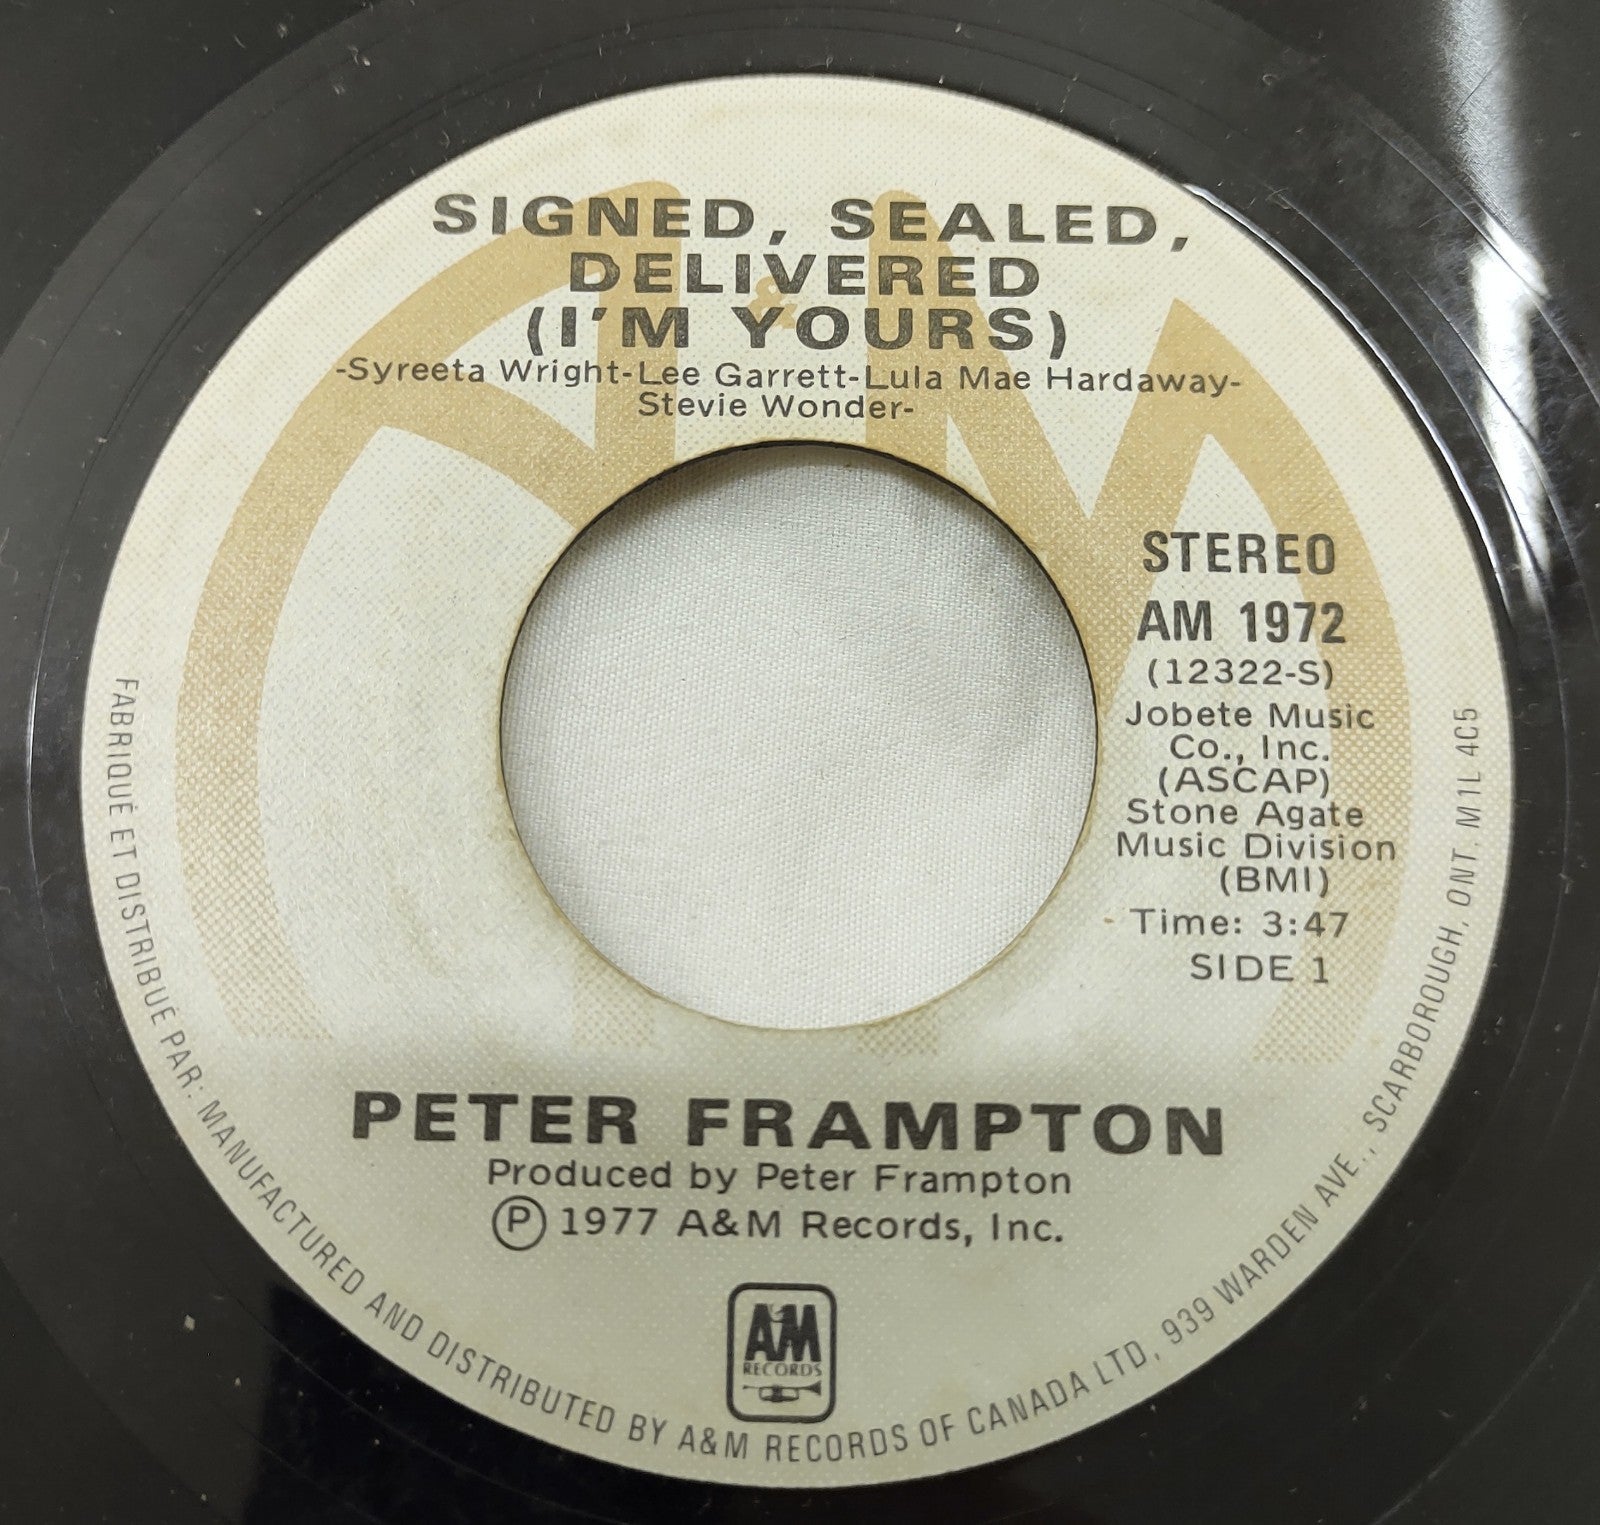 SIGNED, SEALED,
DELIVERED
(I'M YOURS)
-Syreeta Wright-Lee Garrett-Lula Mae Hardaway-
Stevie Wonder-
STEREO
AM 1972
(12322-S)
Jobete Music
Co., Inc.
(ASCAP)
Stone Agate
Music Division
(BMI)
Time: 3:47
SIDE 1
PETER FRAMPTON
Produced by Peter Frampton
Ⓟ 1977 A&M Records, Inc.
A&M
RECORDS
FABRIQUÉ ET DISTRIBUÉ PAR: MANUFACTURED AND DISTRIBUTED BY A&M RECORDS OF CANADA LTD, 939 WARDEN AVE., SCARBOROUGH, ONT. M1L 4C5